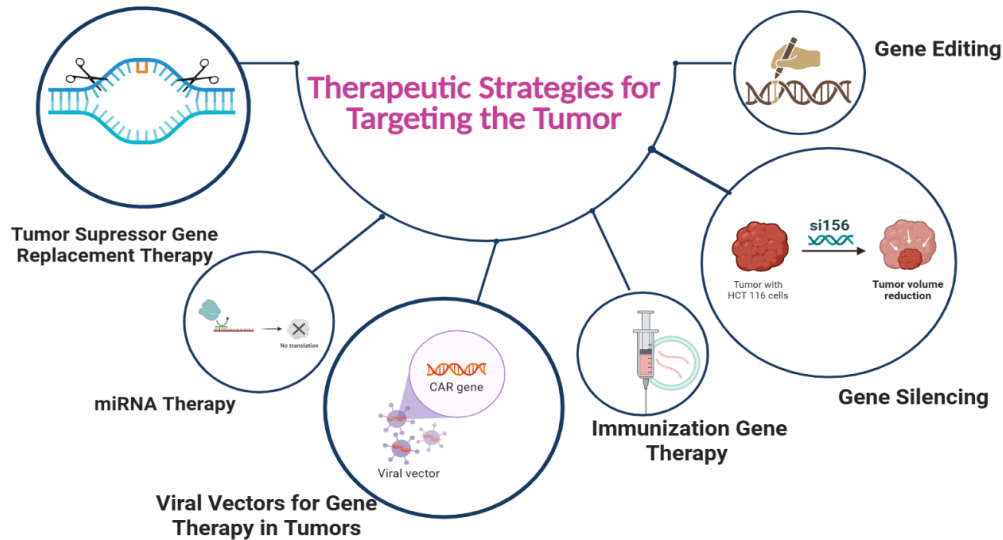 Therapeutic Strategies for
Targeting the Tumor
Gene Editing
si156
Tumor with
HCT 116 cells
Tumor volume
reduction
Gene Silencing
Tumor Supressor Gene
Replacement Therapy
No translation
miRNA Therapy
CAR gene
Viral vector
Viral Vectors for Gene
Therapy in Tumors
Immunization Gene
Therapy